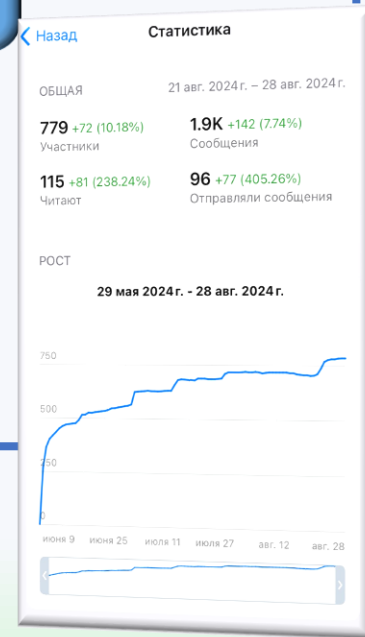 Назад
Статистика
ОБЩАЯ
21 авг. 2024 г. – 28 авг. 2024 г.
779 +72 (10.18%)
Участники
1.9K +142 (7.74%)
Сообщения
115 +81 (238.24%)
Читают
96 +77 (405.26%)
Отправляли сообщения
РОСТ
29 мая 2024 г. - 28 авг. 2024 г.
750
500
250
0
июня 9 июня 25 июля 11 июля 27 авг. 12 авг. 28